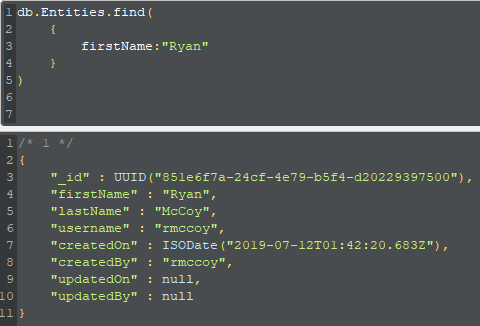 1 db.Entities.find(
2     {
3         firstName:"Ryan"
4     }
5 )
6
7
1 /* 1 */
2 {
3     "_id" : UUID("851e6f7a-24cf-4e79-b5f4-d20229397500"),
4     "firstName" : "Ryan",
5     "lastName" : "McCoy",
6     "username" : "rmccoy",
7     "createdOn" : ISODate("2019-07-12T01:42:20.683Z"),
8     "createdBy" : "rmccoy",
9     "updatedOn" : null,
10     "updatedBy" : null
11 }